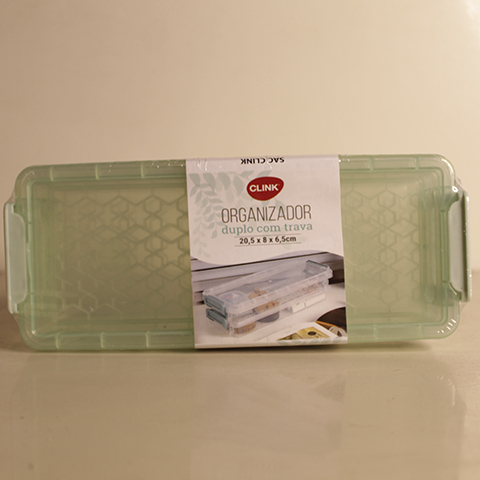 SAC CLINK
CLINK
ORGANIZADOR
duplo com trava
20,5 x 8 x 6,5cm